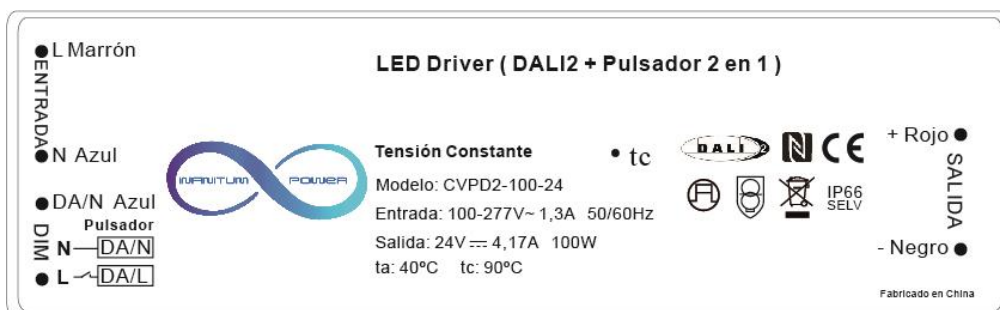 LED Driver ( DALI2 + Pulsador 2 en 1 )
L Marrón
ENTRADA
N Azul
DA/N Azul
Pulsador
DIM
N DA/N
L DA/L
INFINITUM POWER
Tensión Constante
tc
Modelo: CVPD2-100-24
Entrada: 100-277V~ 1,3A 50/60Hz
Salida: 24V ⎓ 4,17A 100W
ta: 40ºC tc: 90ºC
DALI 2
N
CE
IP66
SELV
+ Rojo
SALIDA
- Negro
Fabricado en China